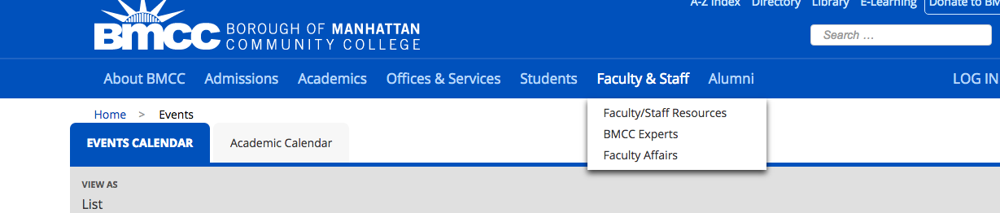 A-Z Index Directory Library E-Learning Donate to BM
BMCC BOROUGH OF MANHATTAN
COMMUNITY COLLEGE
Search ...
About BMCC Admissions Academics Offices & Services Students Faculty & Staff Alumni LOG IN
Home > Events
Faculty/Staff Resources
BMCC Experts
Faculty Affairs
EVENTS CALENDAR Academic Calendar
VIEW AS
List